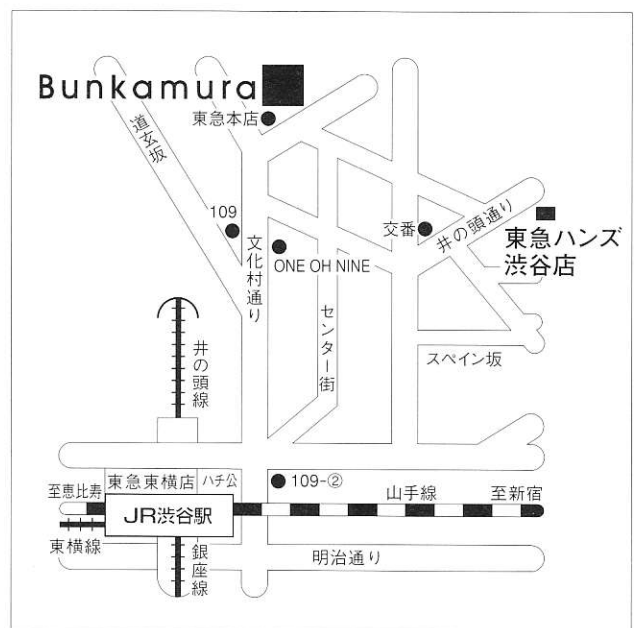 Bunkamura
東急本店
道玄坂
109
文化村通り
ONE OH NINE
交番
井の頭通り
東急ハンズ
渋谷店
センター街
スペイン坂
井の頭線
109-②
東急東横店
ハチ公
至恵比寿
山手線
至新宿
JR渋谷駅
東横線
銀座線
明治通り